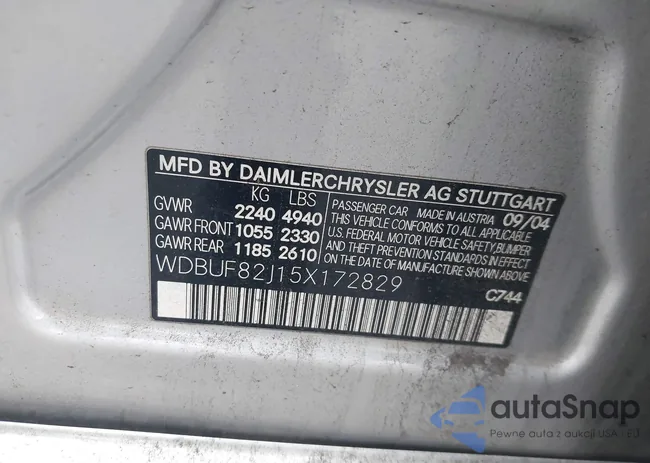 MFD BY DAIMLERCHRYSLER AG STUTTGART
KG LBS
GVWR 2240 4940
GAWR FRONT 1055 2330
GAWR REAR 1185 2610
PASSENGER CAR MADE IN AUSTRIA 09/04
THIS VEHICLE CONFORMS TO ALL APPLICABLE
U.S. FEDERAL MOTOR VEHICLE SAFETY, BUMPER
AND THEFT PREVENTION STANDARDS IN EFFECT
ON THE DATE OF MANUFACTURE SHOWN ABOVE.
WDBUF82J15X172829
C744
autoSnap
Pewne auta z aukcji USA - EU